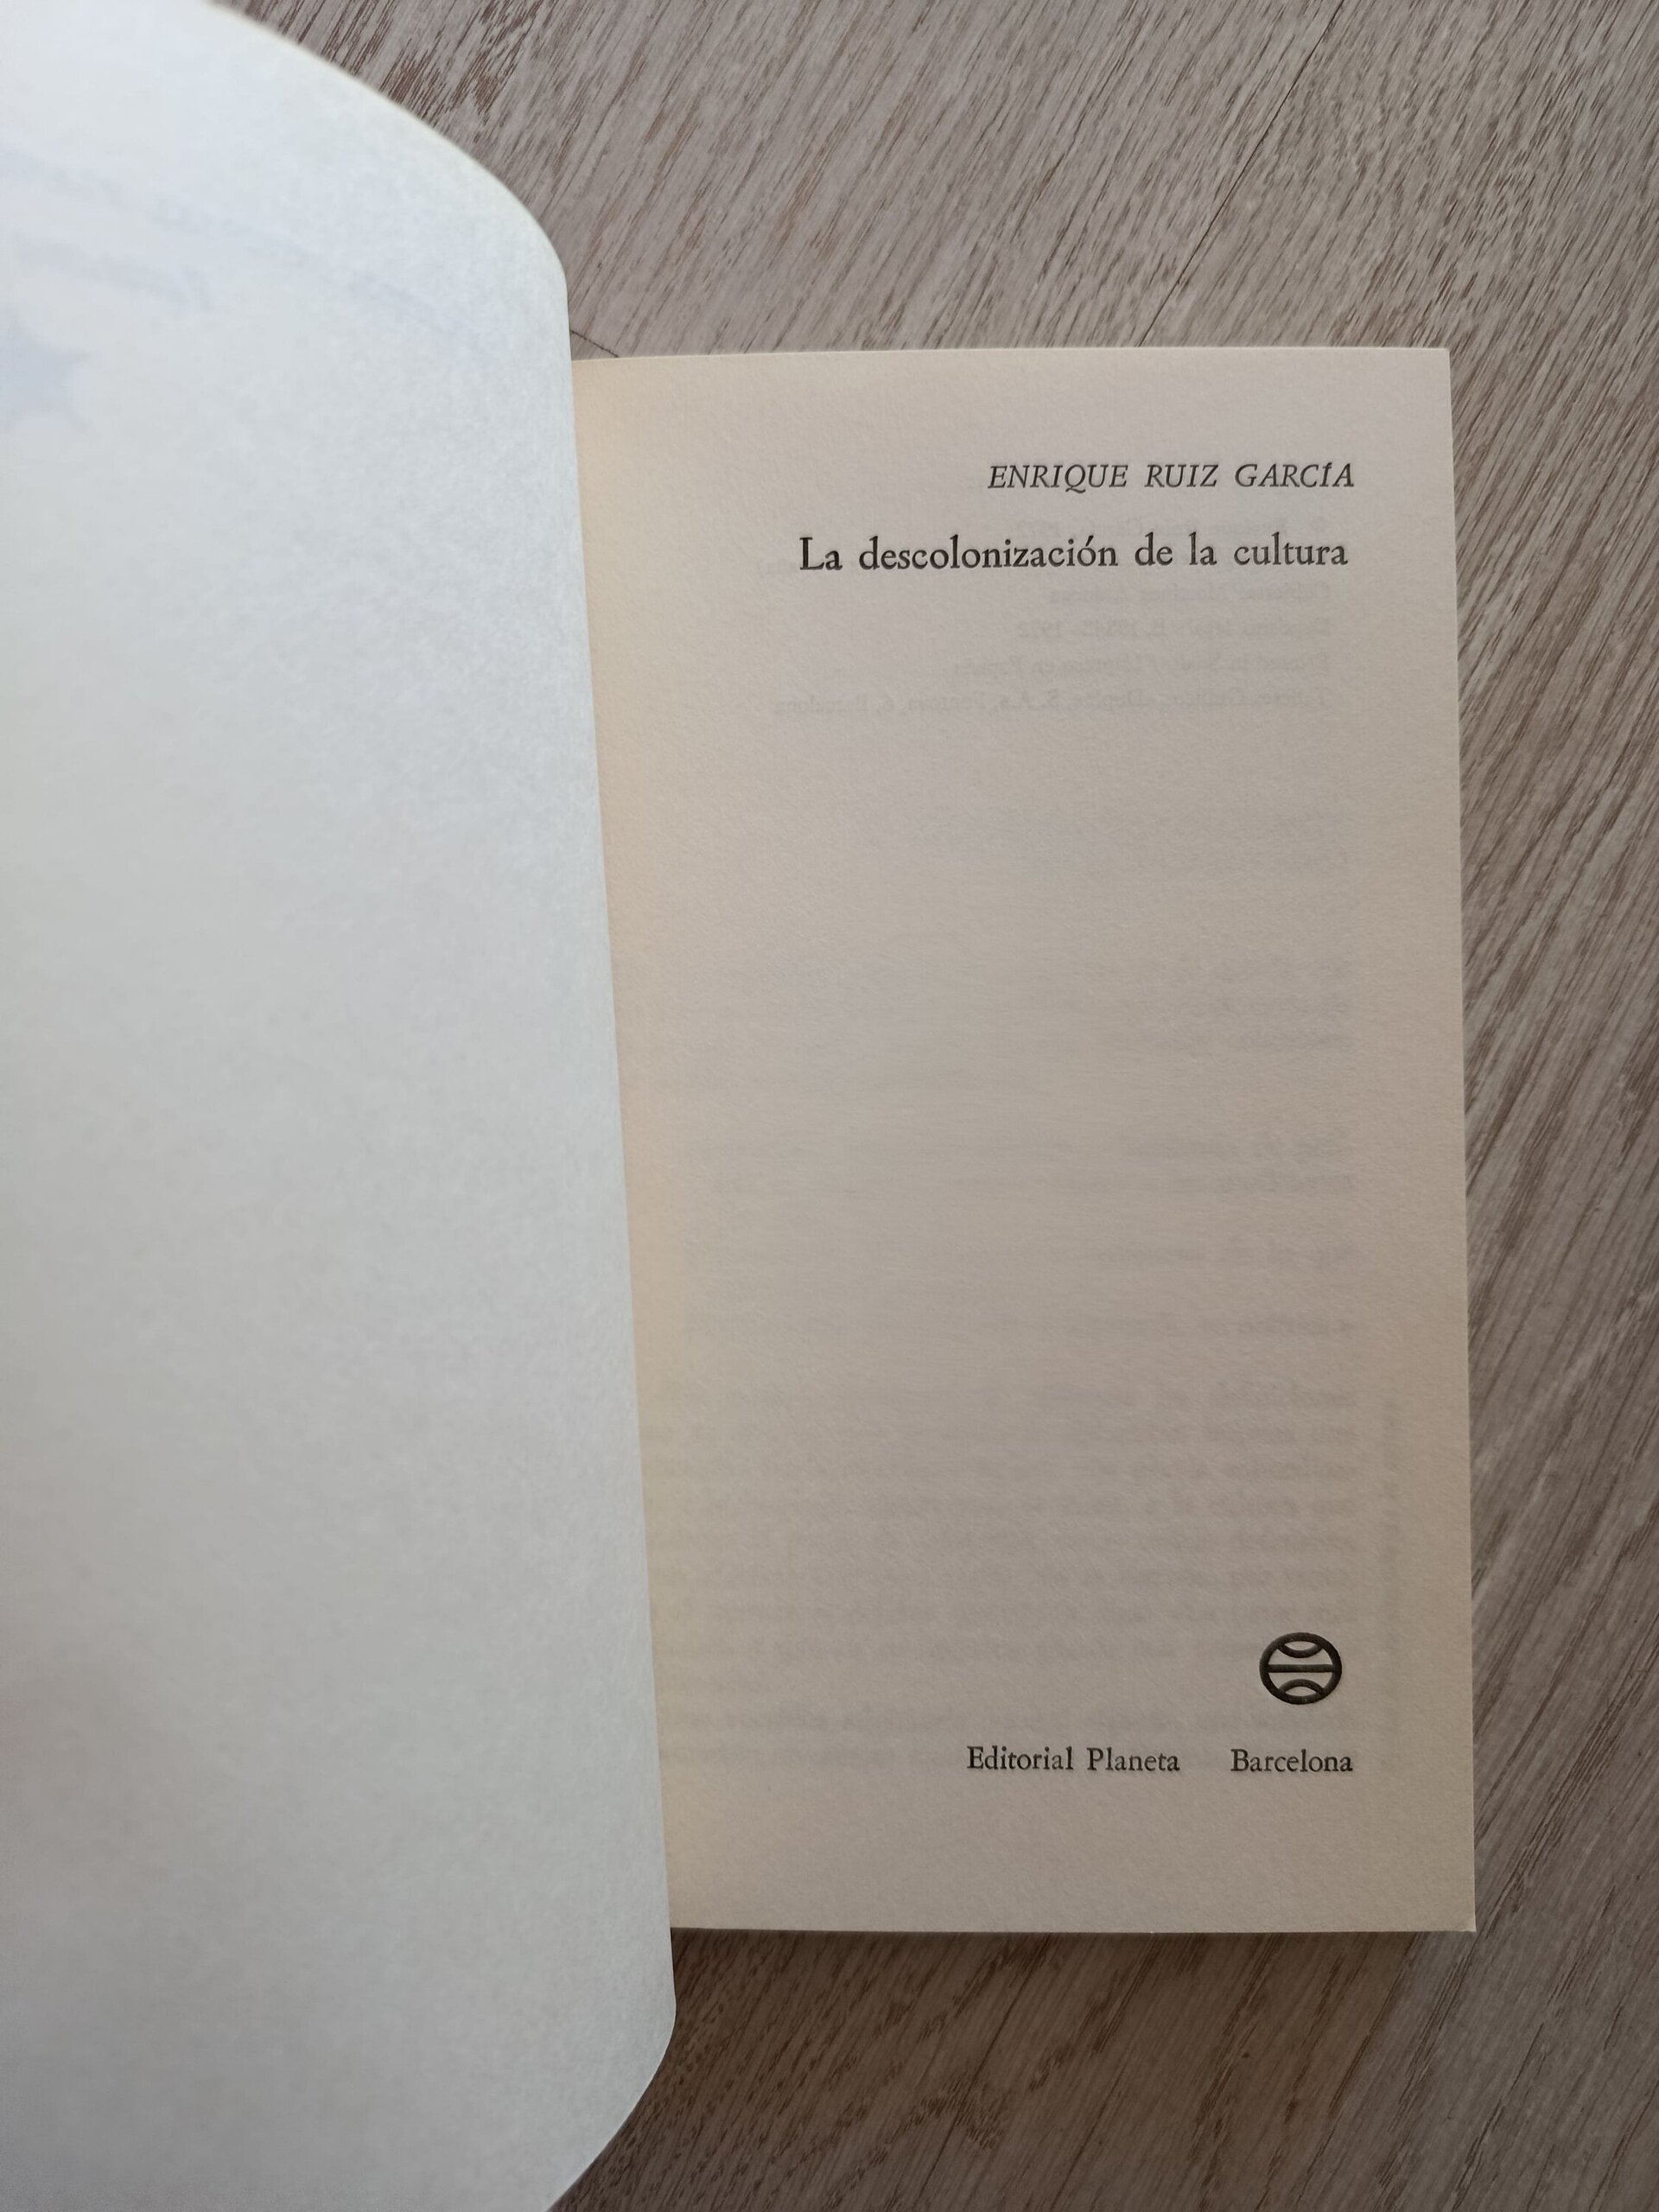 ENRIQUE RUIZ GARCÍA
La descolonización de la cultura
Editorial Planeta Barcelona